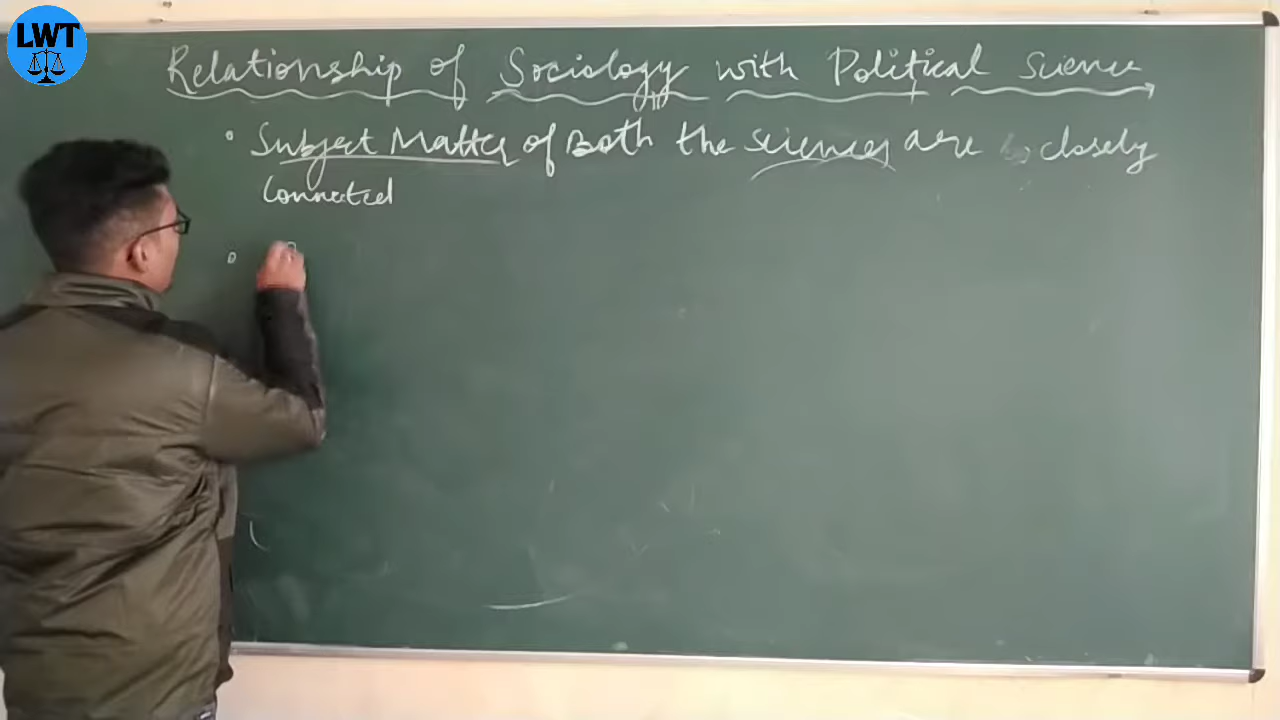 LWT
Relationship of Sociology with Political Science
• Subject Matter of Both the sciences are closely
Connected